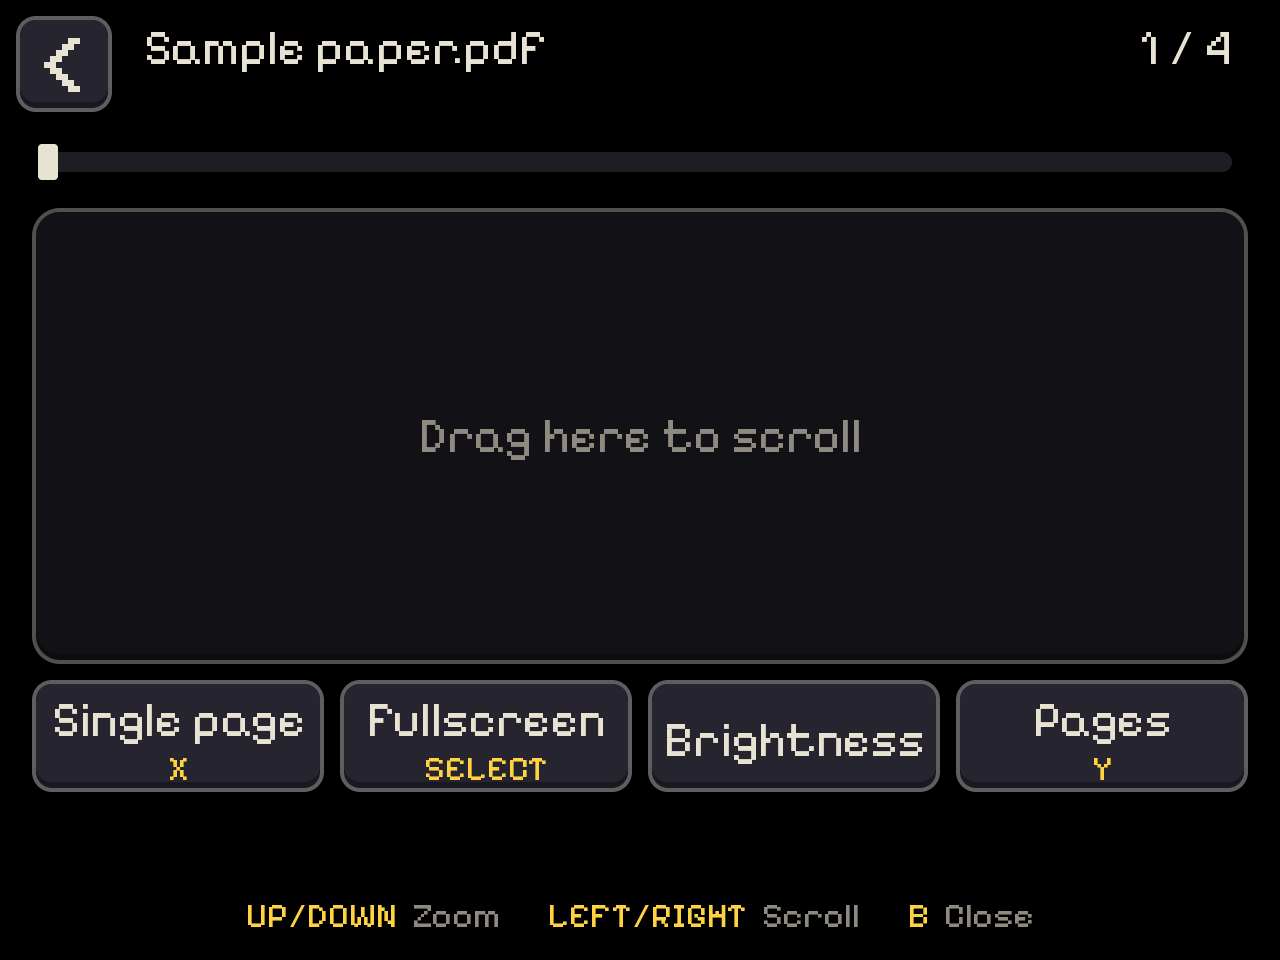 Sample paper.pdf
1 / 4
Drag here to scroll
Single page
X
Fullscreen
SELECT
Brightness
Pages
Y
UP/DOWN Zoom LEFT/RIGHT Scroll B Close